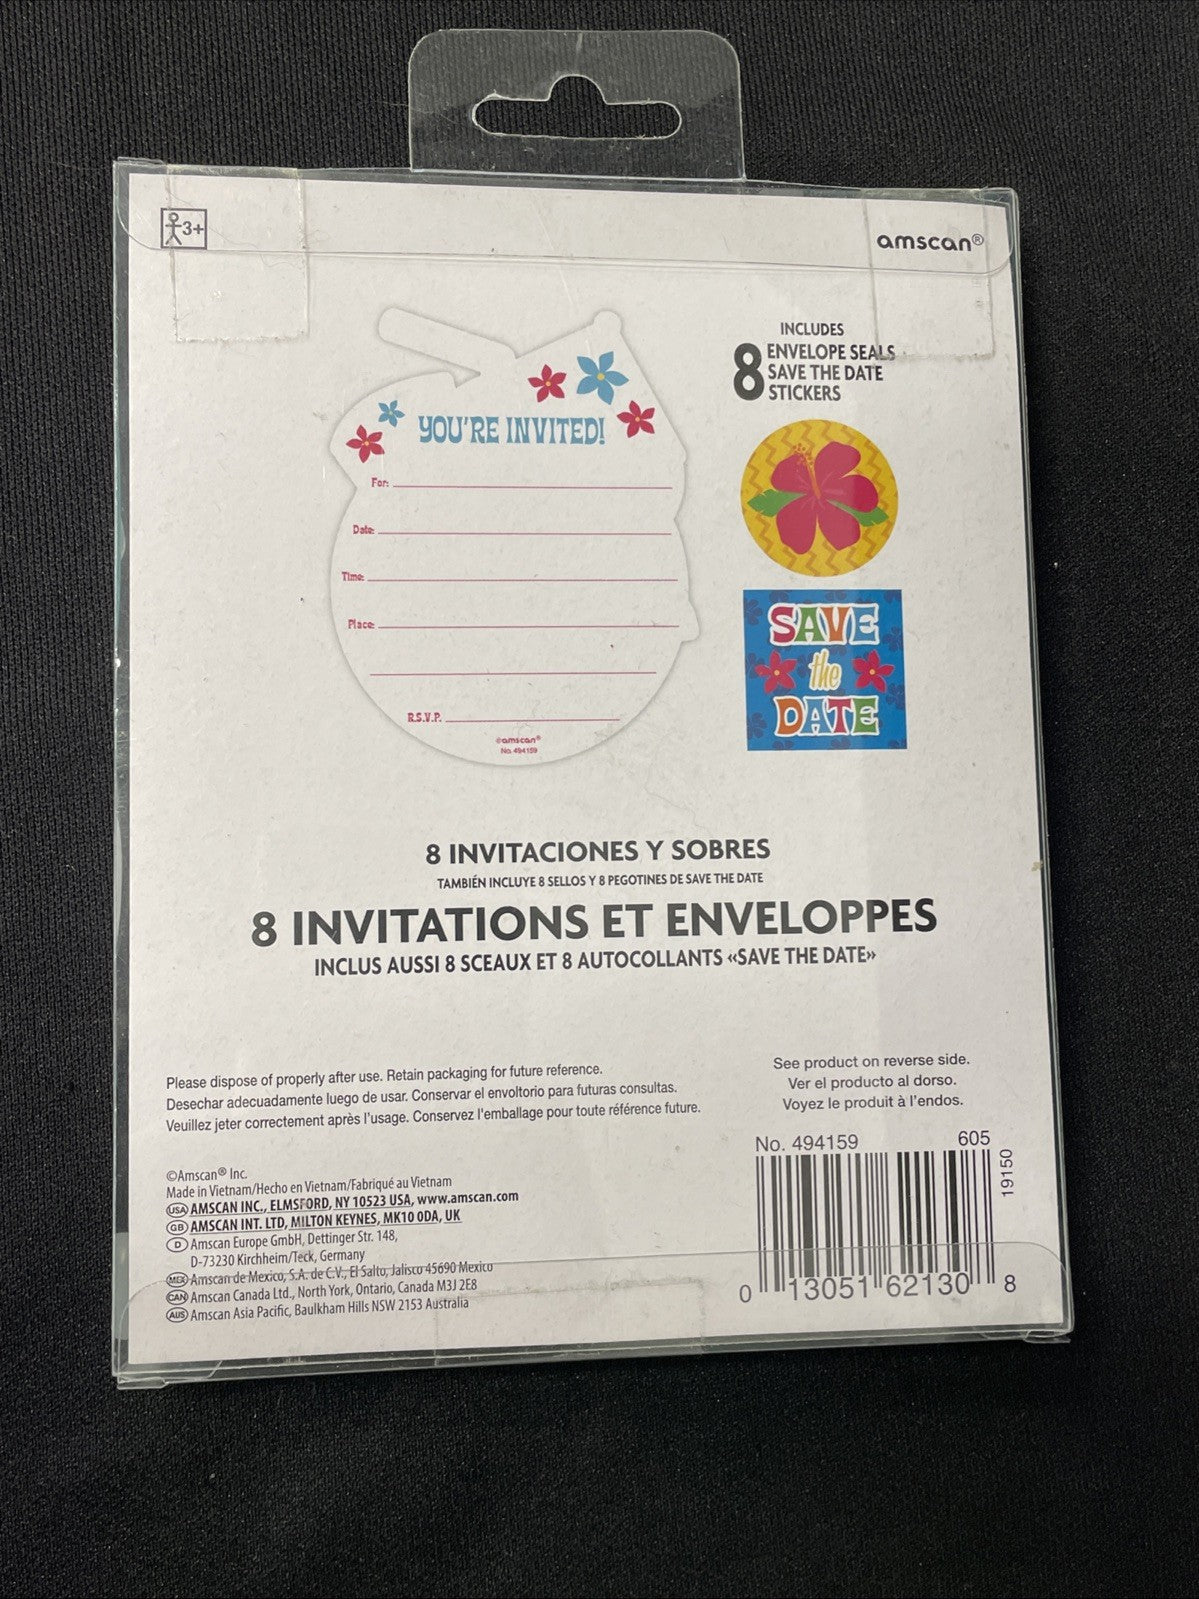 3+
amscan®
INCLUDES
8 ENVELOPE SEALS
SAVE THE DATE
STICKERS
YOU'RE INVITED!
For:
Date:
Time:
Place:
R.S.V.P.
©amscan®
No. 494159
SAVE
the
DATE
8 INVITACIONES Y SOBRES
TAMBIÉN INCLUYE 8 SELLOS Y 8 PEGOTINES DE SAVE THE DATE
8 INVITATIONS ET ENVELOPPES
INCLUS AUSSI 8 SCEAUX ET 8 AUTOCOLLANTS «SAVE THE DATE»
Please dispose of properly after use. Retain packaging for future reference.
Desechar adecuadamente luego de usar. Conservar el envoltorio para futuras consultas.
Veuillez jeter correctement après l'usage. Conservez l'emballage pour toute référence future.
See product on reverse side.
Ver el producto al dorso.
Voyez le produit à l'endos.
©Amscan® Inc.
Made in Vietnam/Hecho en Vietnam/Fabriqué au Vietnam
USA AMSCAN INC., ELMSFORD, NY 10523 USA, www.amscan.com
GB AMSCAN INT. LTD, MILTON KEYNES, MK10 0DA, UK
D Amscan Europe GmbH, Dettinger Str. 148,
D-73230 Kirchheim/Teck, Germany
MEX Amscan de Mexico, S.A. de C.V., El Salto, Jalisco 45690 Mexico
CAN Amscan Canada Ltd., North York, Ontario, Canada M3J 2E8
AUS Amscan Asia Pacific, Baulkham Hills NSW 2153 Australia
No. 494159 605
19150
0 13051 62130 8